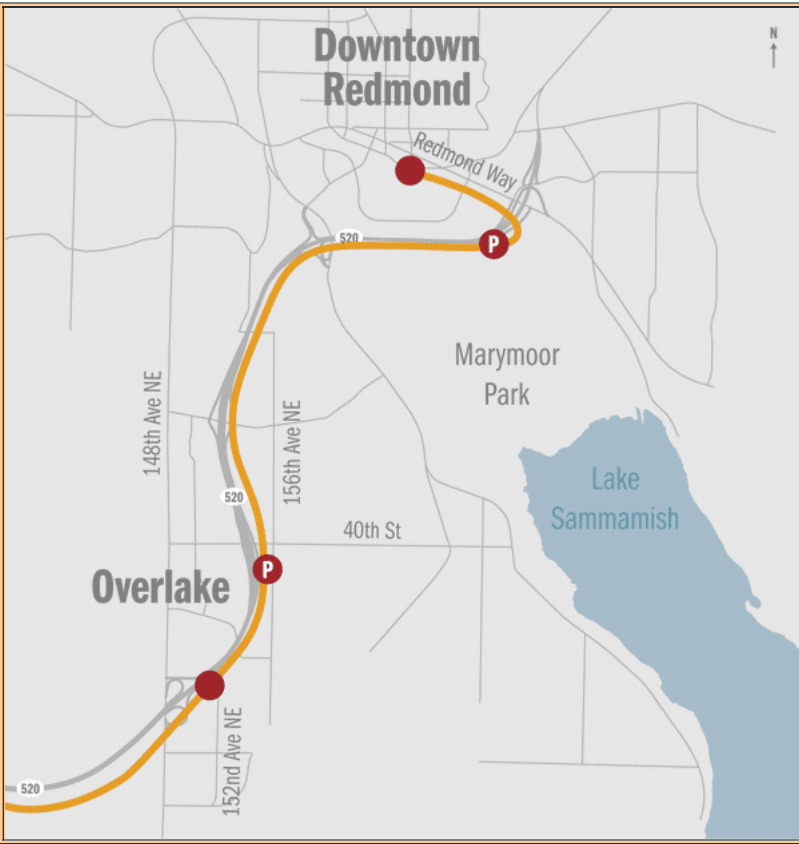 Downtown
Redmond
N
Redmond Way
520
P
Marymoor
Park
148th Ave NE
156th Ave NE
Lake
Sammamish
520
40th St
P
Overlake
152nd Ave NE
520